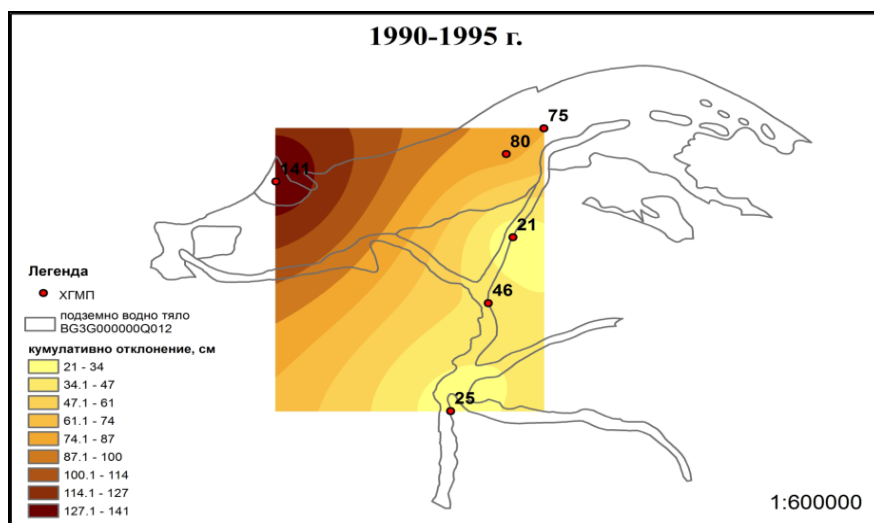 1990-1995 г.
75
80
141
21
46
25
Легенда
ХГМП
подземно водно тяло
BG3G000000Q012
кумулативно отклонение, см
21 - 34
34.1 - 47
47.1 - 61
61.1 - 74
74.1 - 87
87.1 - 100
100.1 - 114
114.1 - 127
127.1 - 141
1:600000